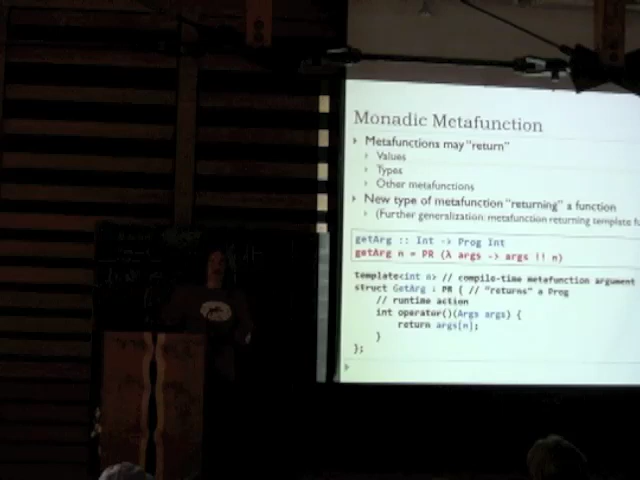 Monadic Metafunction
Metafunctions may "return"
Values
Types
Other metafunctions
New type of metafunction "returning" a function
(Further generalization: metafunction returning template
getArg :: Int -> Prog Int
getArg n = PR (λ args -> args !! n)
template<int n> // compile-time metafunction argument
struct GetArg : PR { // "returns" a Prog
// runtime action
int operator()(Args args) {
return args[n];
}
};